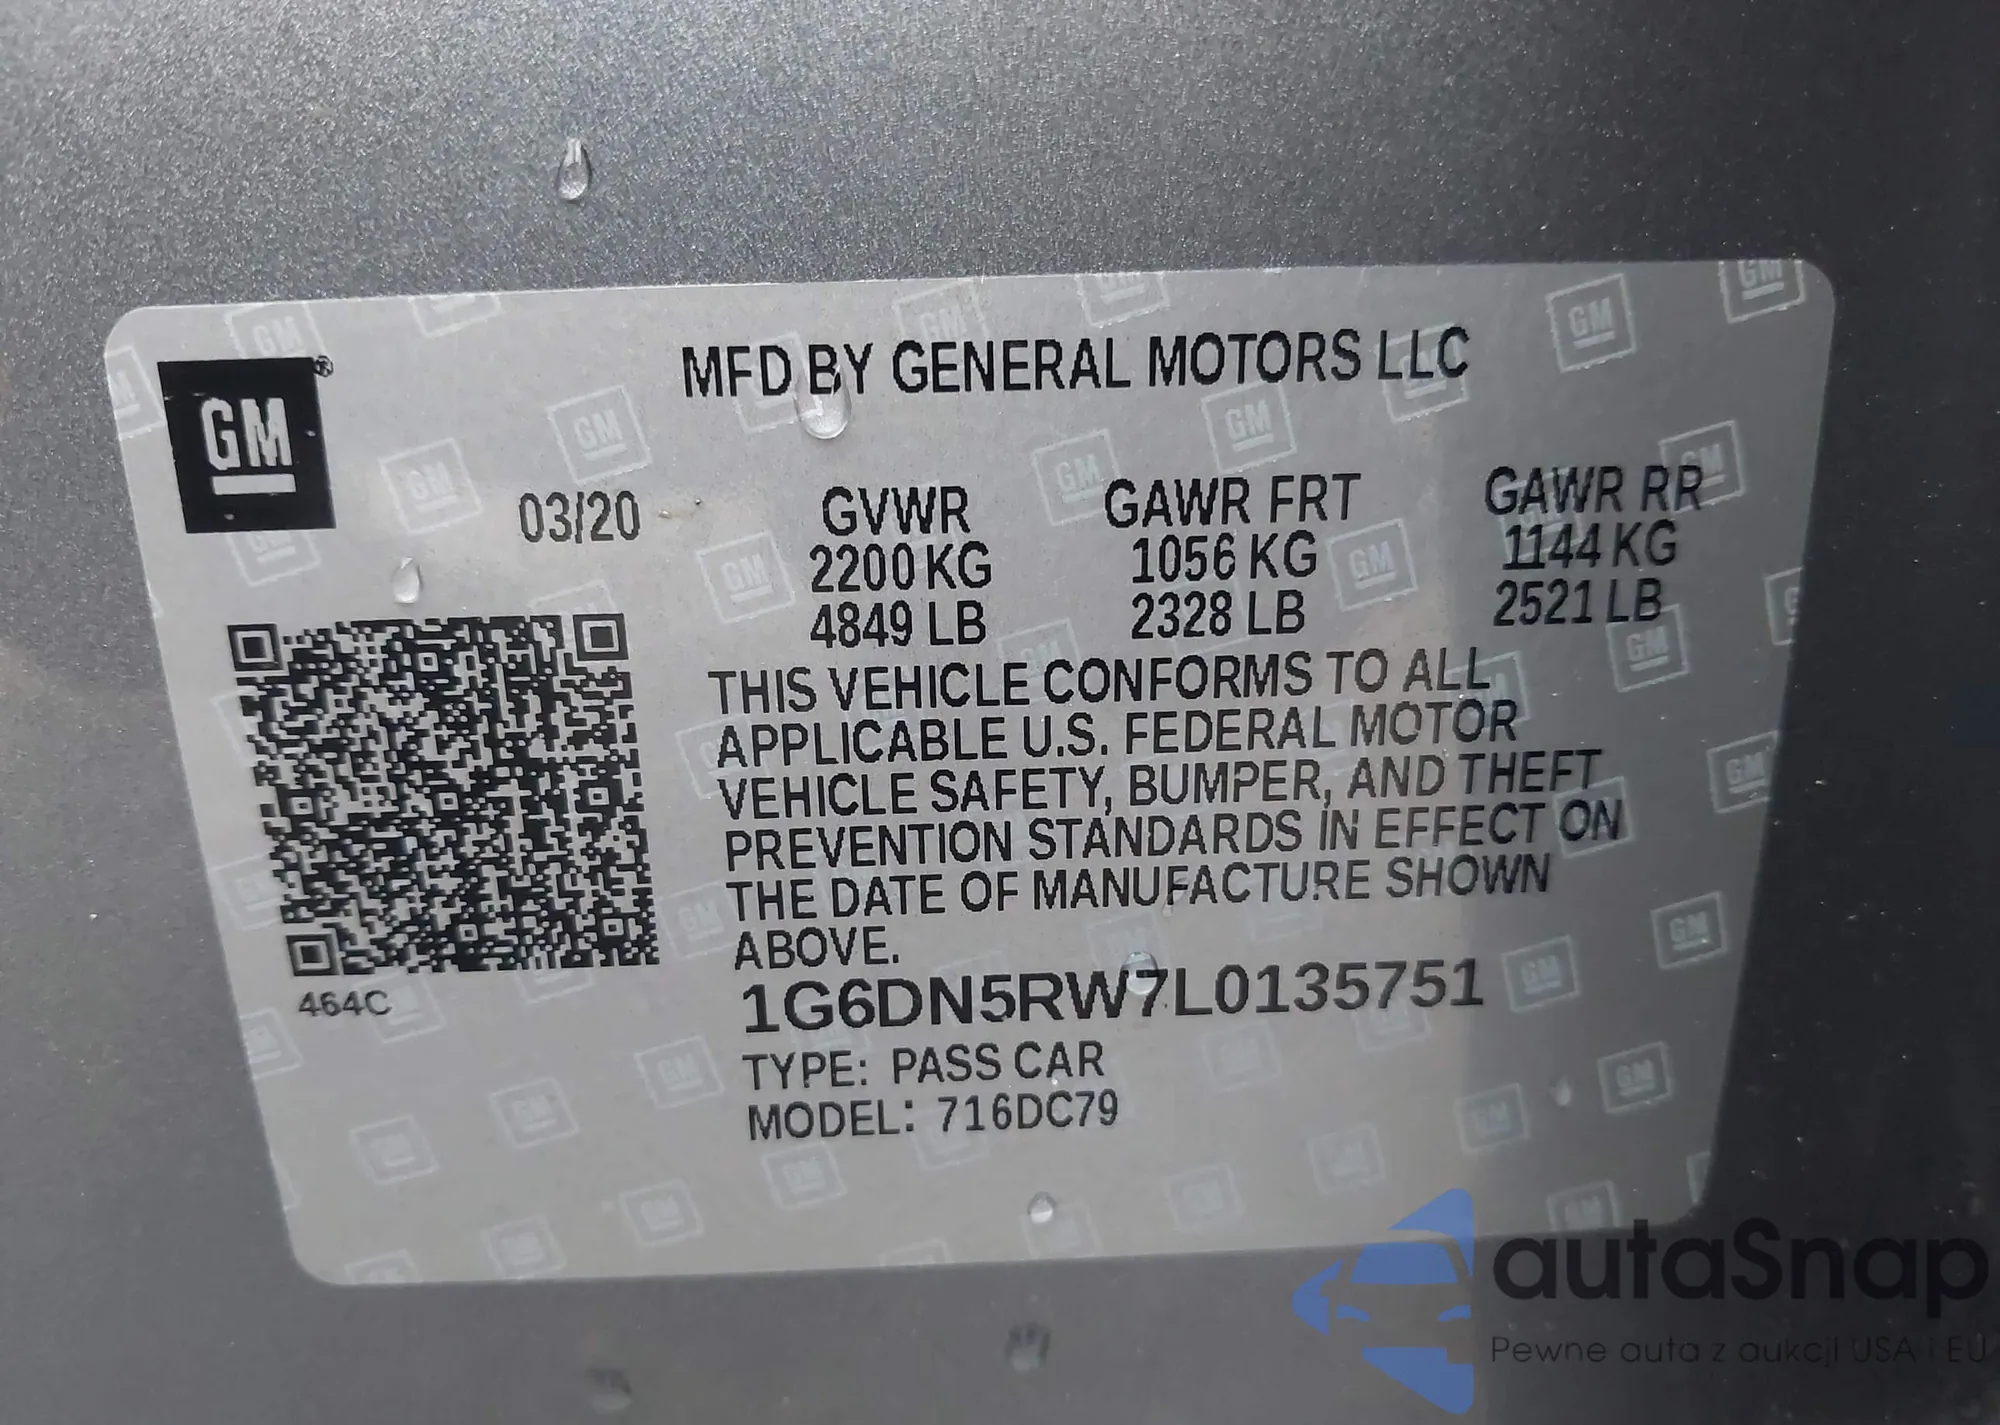 GM®
MFD BY GENERAL MOTORS LLC
03/20
GVWR
2200 KG
4849 LB
GAWR FRT
1056 KG
2328 LB
GAWR RR
1144 KG
2521 LB
THIS VEHICLE CONFORMS TO ALL
APPLICABLE U.S. FEDERAL MOTOR
VEHICLE SAFETY, BUMPER, AND THEFT
PREVENTION STANDARDS IN EFFECT ON
THE DATE OF MANUFACTURE SHOWN
ABOVE.
464C
1G6DN5RW7L0135751
TYPE: PASS CAR
MODEL: 716DC79
autaSnap
Pewne auta z aukcji USA i EU